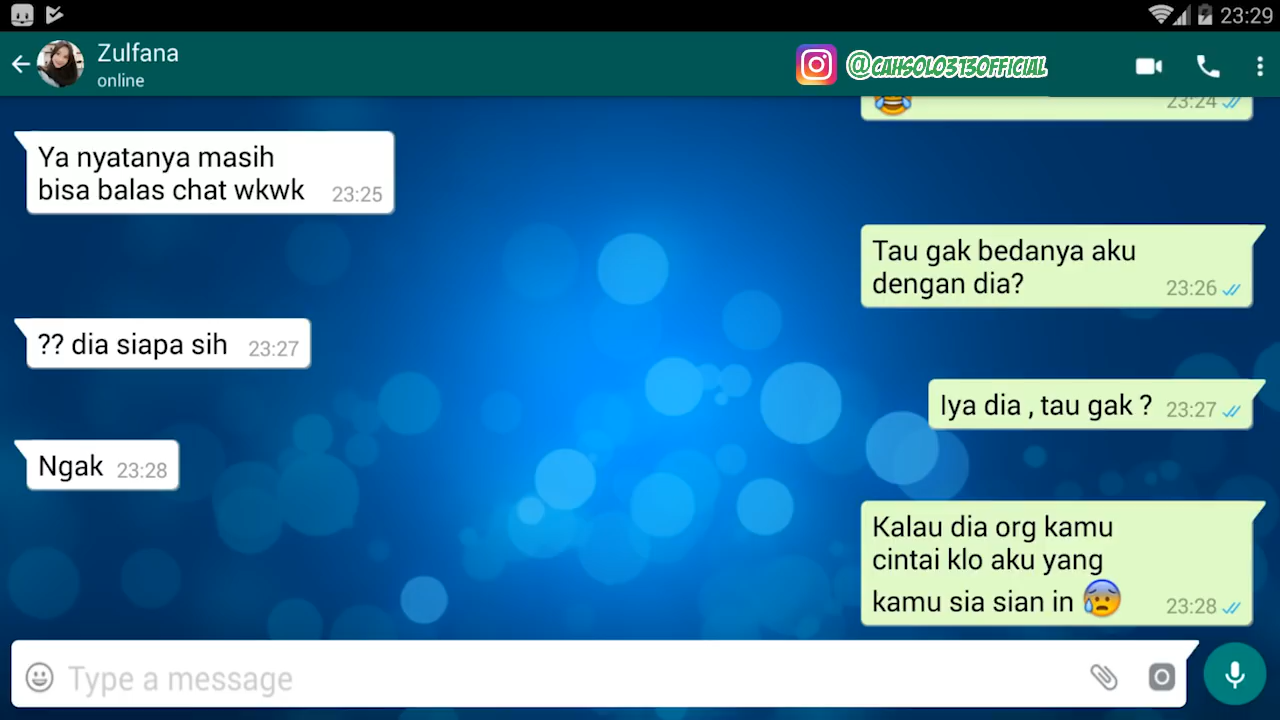 23:29
Zulfana
online
@CAHSOLO313OFFICIAL
23:24
Ya nyatanya masih
bisa balas chat wkwk 23:25
Tau gak bedanya aku
dengan dia? 23:26
?? dia siapa sih 23:27
Iya dia , tau gak ? 23:27
Ngak 23:28
Kalau dia org kamu
cintai klo aku yang
kamu sia sian in 😰 23:28
Type a message